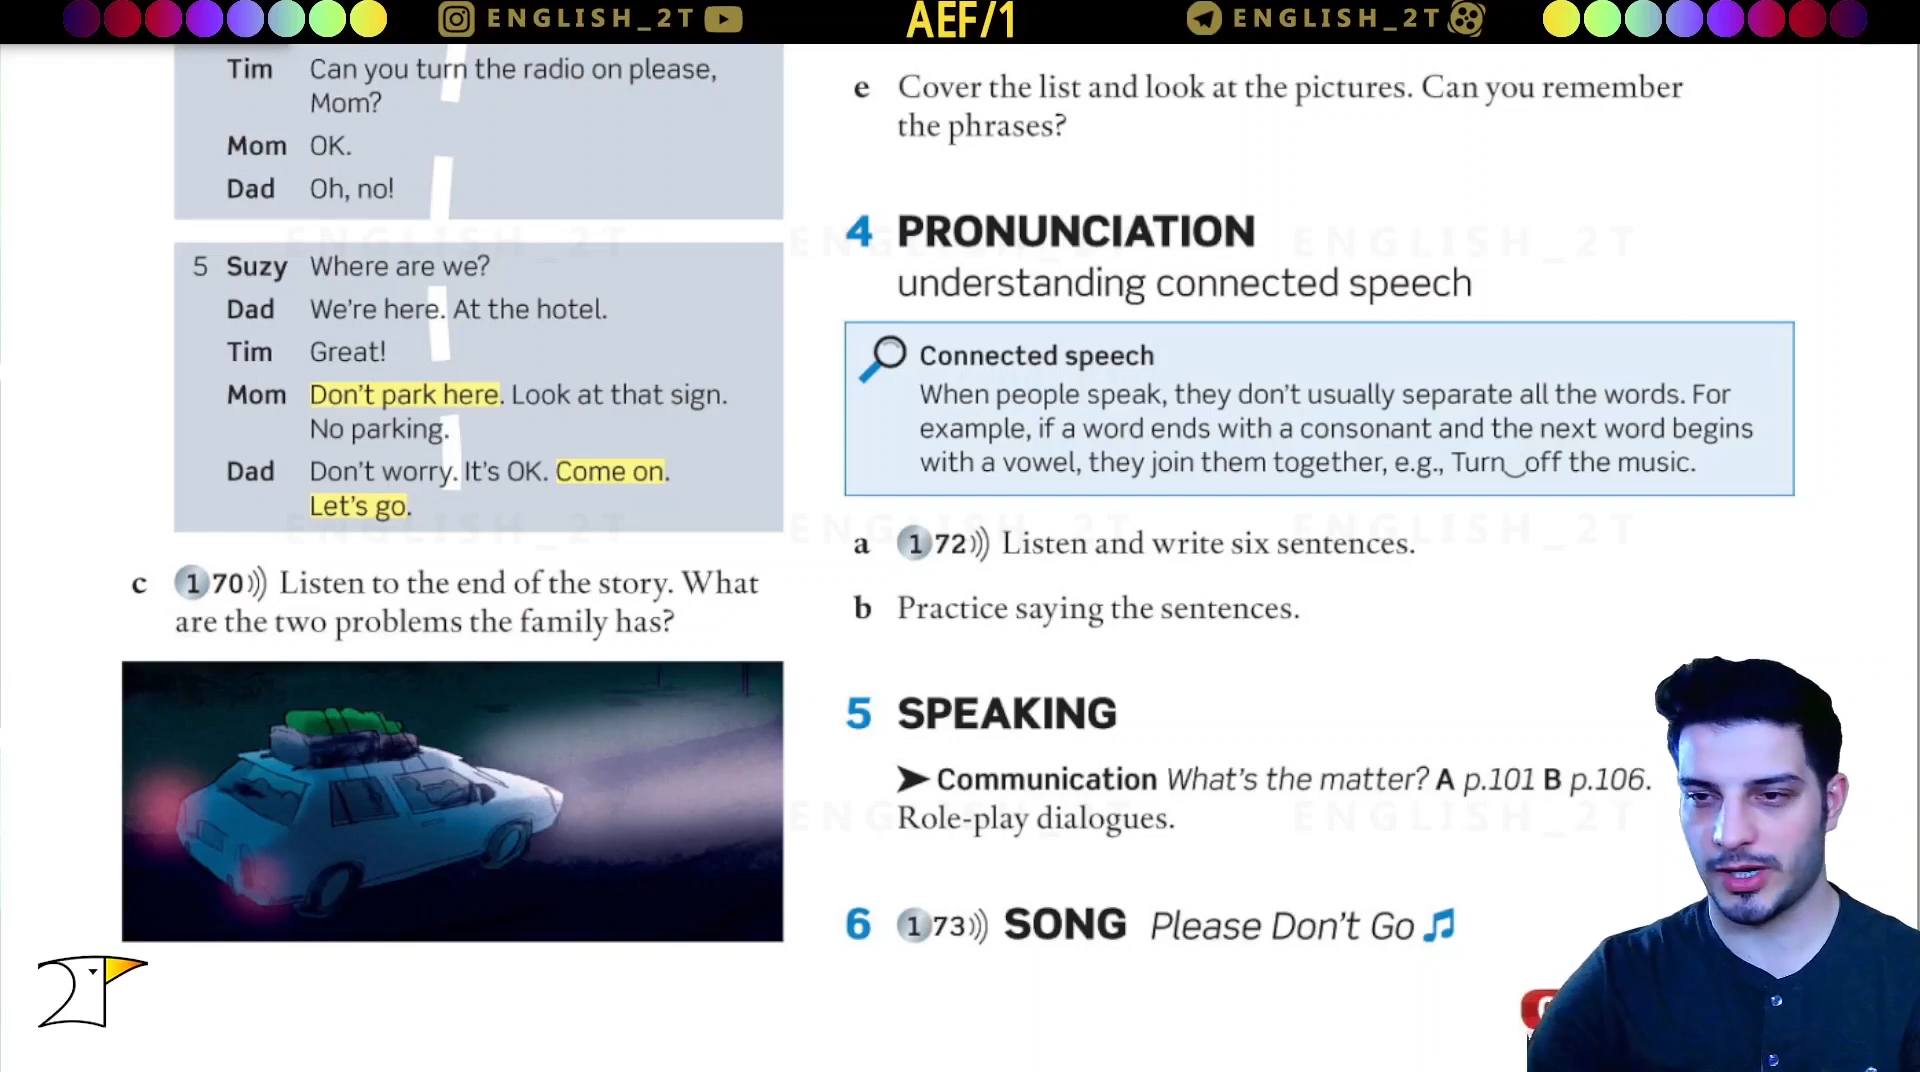 ENGLISH_2T
AEF/1
ENGLISH_2T
Tim Can you turn the radio on please,
Mom?
Mom OK.
Dad Oh, no!
5 Suzy Where are we?
Dad We're here. At the hotel.
Tim Great!
Mom Don't park here. Look at that sign.
No parking.
Dad Don't worry. It's OK. Come on.
Let's go.
c 1 70 Listen to the end of the story. What
are the two problems the family has?
e Cover the list and look at the pictures. Can you remember
the phrases?
4 PRONUNCIATION
understanding connected speech
Connected speech
When people speak, they don't usually separate all the words. For
example, if a word ends with a consonant and the next word begins
with a vowel, they join them together, e.g., Turn‿off the music.
a 1 72 Listen and write six sentences.
b Practice saying the sentences.
5 SPEAKING
➤ Communication What's the matter? A p.101 B p.106.
Role-play dialogues.
6 1 73 SONG Please Don't Go ♫
2T
ENGLISH_2T
ENGLISH_2T
ENGLISH_2T
ENGLISH_2T
ENGLISH_2T
ENGLISH_2T